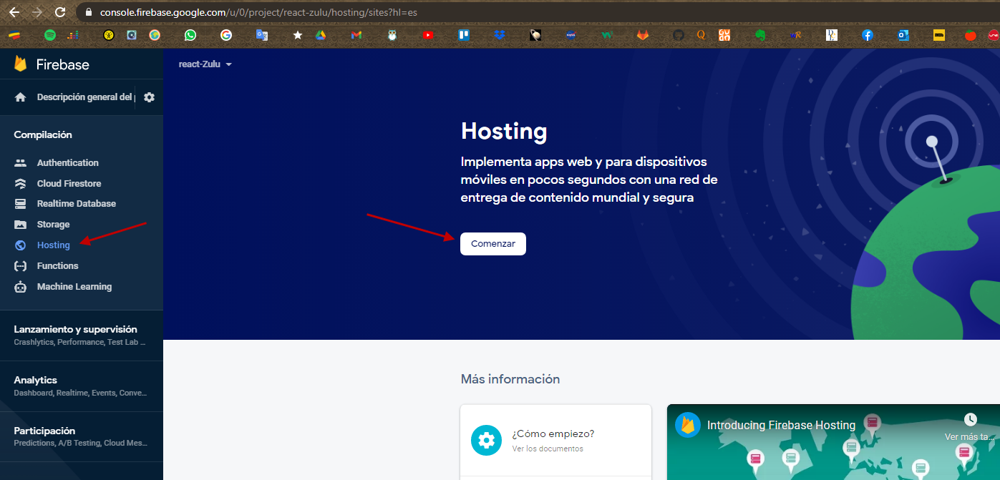 console.firebase.google.com/u/0/project/react-zulu/hosting/sites?hl=es
Firebase
Descripción general del
Compilación
Authentication
Cloud Firestore
Realtime Database
Storage
Hosting
Functions
Machine Learning
Lanzamiento y supervisión
Crashlytics, Performance, Test Lab ...
Analytics
Dashboard, Realtime, Events, Conve...
Participación
Predictions, A/B Testing, Cloud Mes...
react-Zulu
Hosting
Implementa apps web y para dispositivos
móviles en pocos segundos con una red de
entrega de contenido mundial y segura
Comenzar
Más información
¿Cómo empiezo?
Ver los documentos
Introducing Firebase Hosting
Ver más ta...